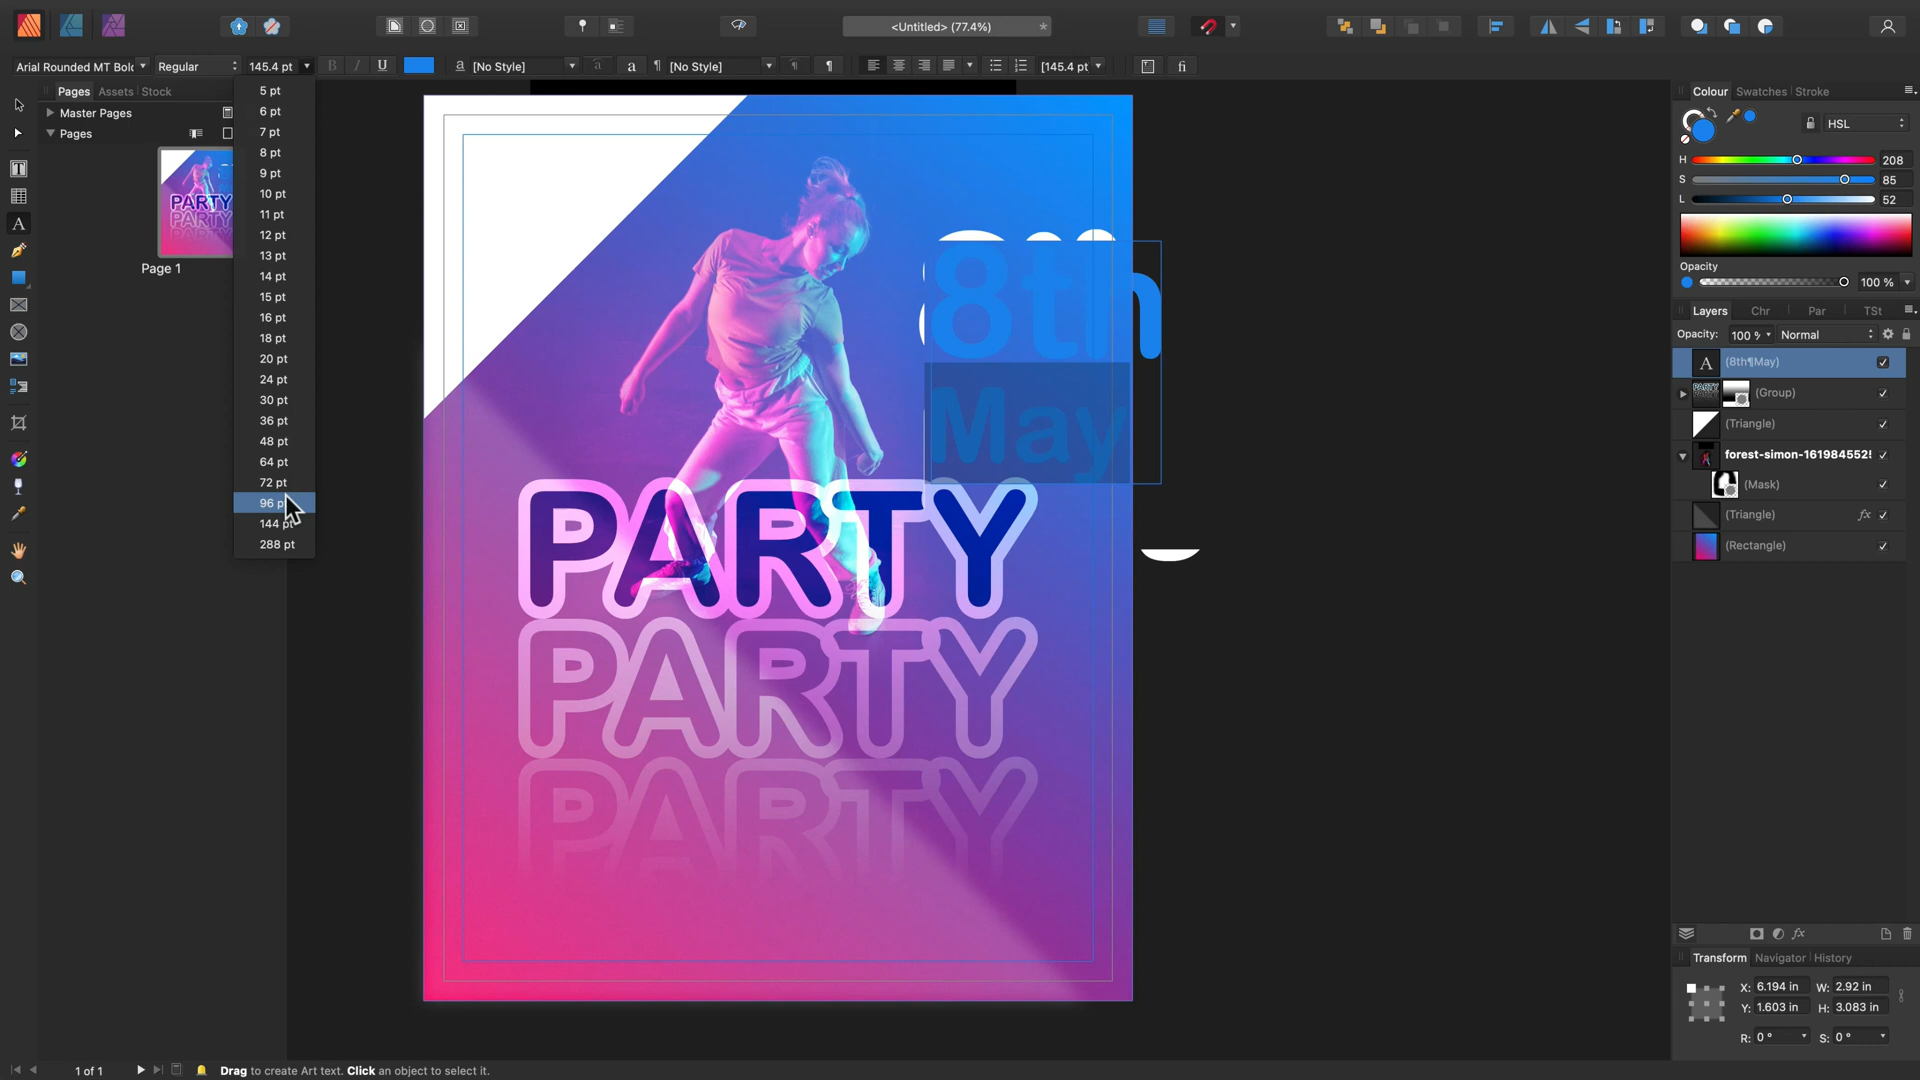 <Untitled> (77.4%)
*
Arial Rounded MT Bolc
Regular
145.4 pt
B
I
U
a
[No Style]
a
a
¶
[No Style]
¶
¶
[145.4 pt]
fi
Pages
Assets
Stock
Master Pages
Pages
Page 1
5 pt
6 pt
7 pt
8 pt
9 pt
10 pt
11 pt
12 pt
13 pt
14 pt
15 pt
16 pt
18 pt
20 pt
24 pt
30 pt
36 pt
48 pt
64 pt
72 pt
96 pt
144 pt
288 pt
8th
May
PARTY
PARTY
PARTY
Colour
Swatches
Stroke
HSL
H
208
S
85
L
52
Opacity
100 %
Layers
Chr
Par
TSt
Opacity:
100 %
Normal
(8th¶May)
(Group)
(Triangle)
forest-simon-161984552!
(Mask)
(Triangle)
fx
(Rectangle)
fx
Transform
Navigator
History
X: 6.194 in
W: 2.92 in
Y: 1.603 in
H: 3.083 in
R: 0 °
S: 0 °
1 of 1
Drag to create Art text. Click an object to select it.